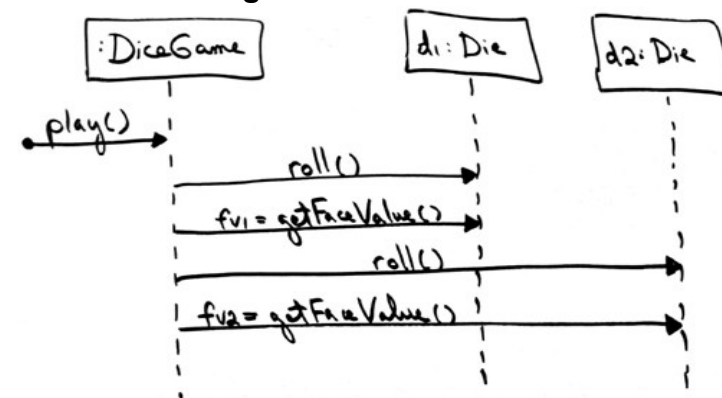 :DiceGame
d1: Die
d2: Die
play()
roll()
fv1 = getFaceValue()
roll()
fv2 = getFaceValue()